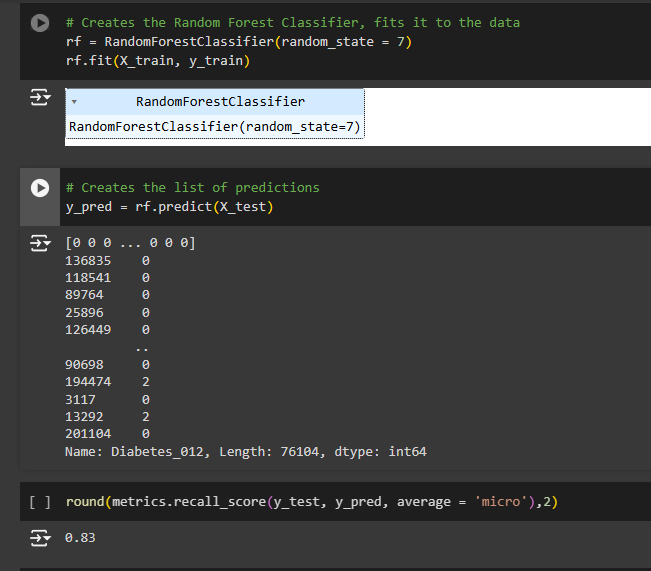 # Creates the Random Forest Classifier, fits it to the data
rf = RandomForestClassifier(random_state = 7)
rf.fit(X_train, y_train)
RandomForestClassifier
RandomForestClassifier(random_state=7)
# Creates the list of predictions
y_pred = rf.predict(X_test)
[0 0 0 ... 0 0 0]
136835    0
118541    0
89764     0
25896     0
126449    0
..
90698     0
194474    2
3117      0
13292     2
201104    0
Name: Diabetes_012, Length: 76104, dtype: int64
[ ] round(metrics.recall_score(y_test, y_pred, average = 'micro'),2)
0.83